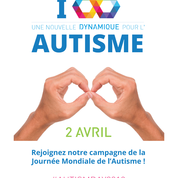 I
UNE NOUVELLE DYNAMIQUE POUR L'
AUTISME
2 AVRIL
Rejoignez notre campagne de la
Journée Mondiale de l'Autisme !